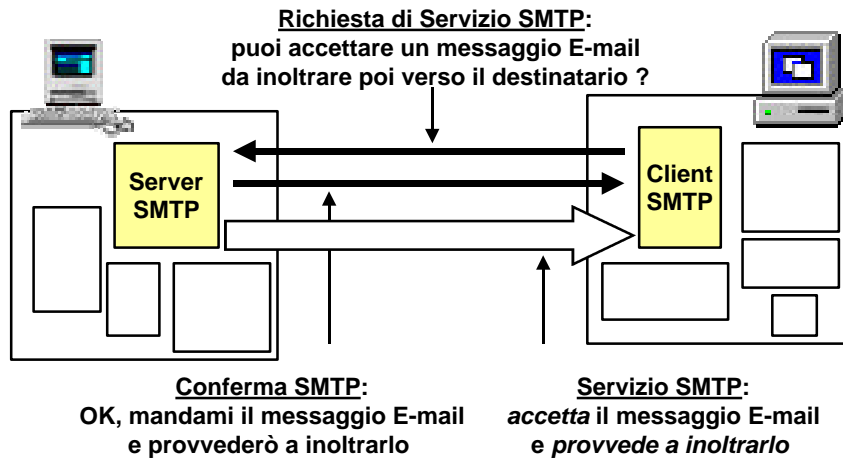 Richiesta di Servizio SMTP:
puoi accettare un messaggio E-mail
da inoltrare poi verso il destinatario ?
Server
SMTP
Client
SMTP
Conferma SMTP:
OK, mandami il messaggio E-mail
e provvederò a inoltrarlo
Servizio SMTP:
accetta il messaggio E-mail
e provvede a inoltrarlo